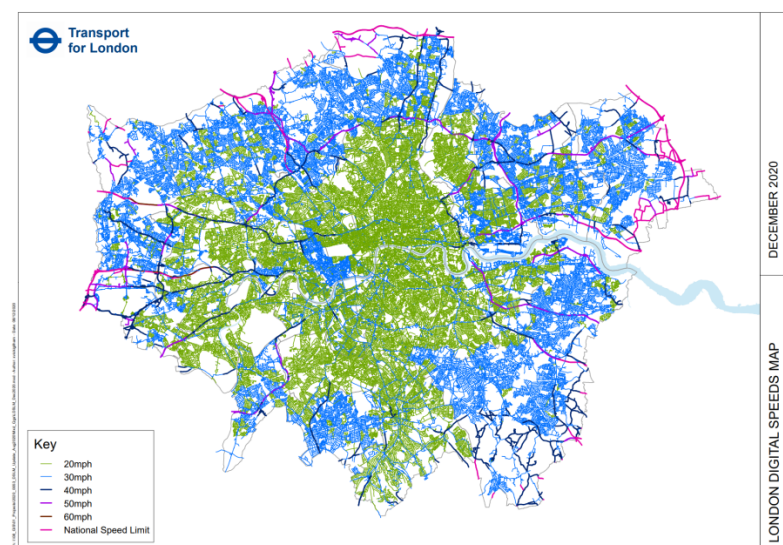 Transport
for London
Key
20mph
30mph
40mph
50mph
60mph
National Speed Limit
DECEMBER 2020
LONDON DIGITAL SPEEDS MAP